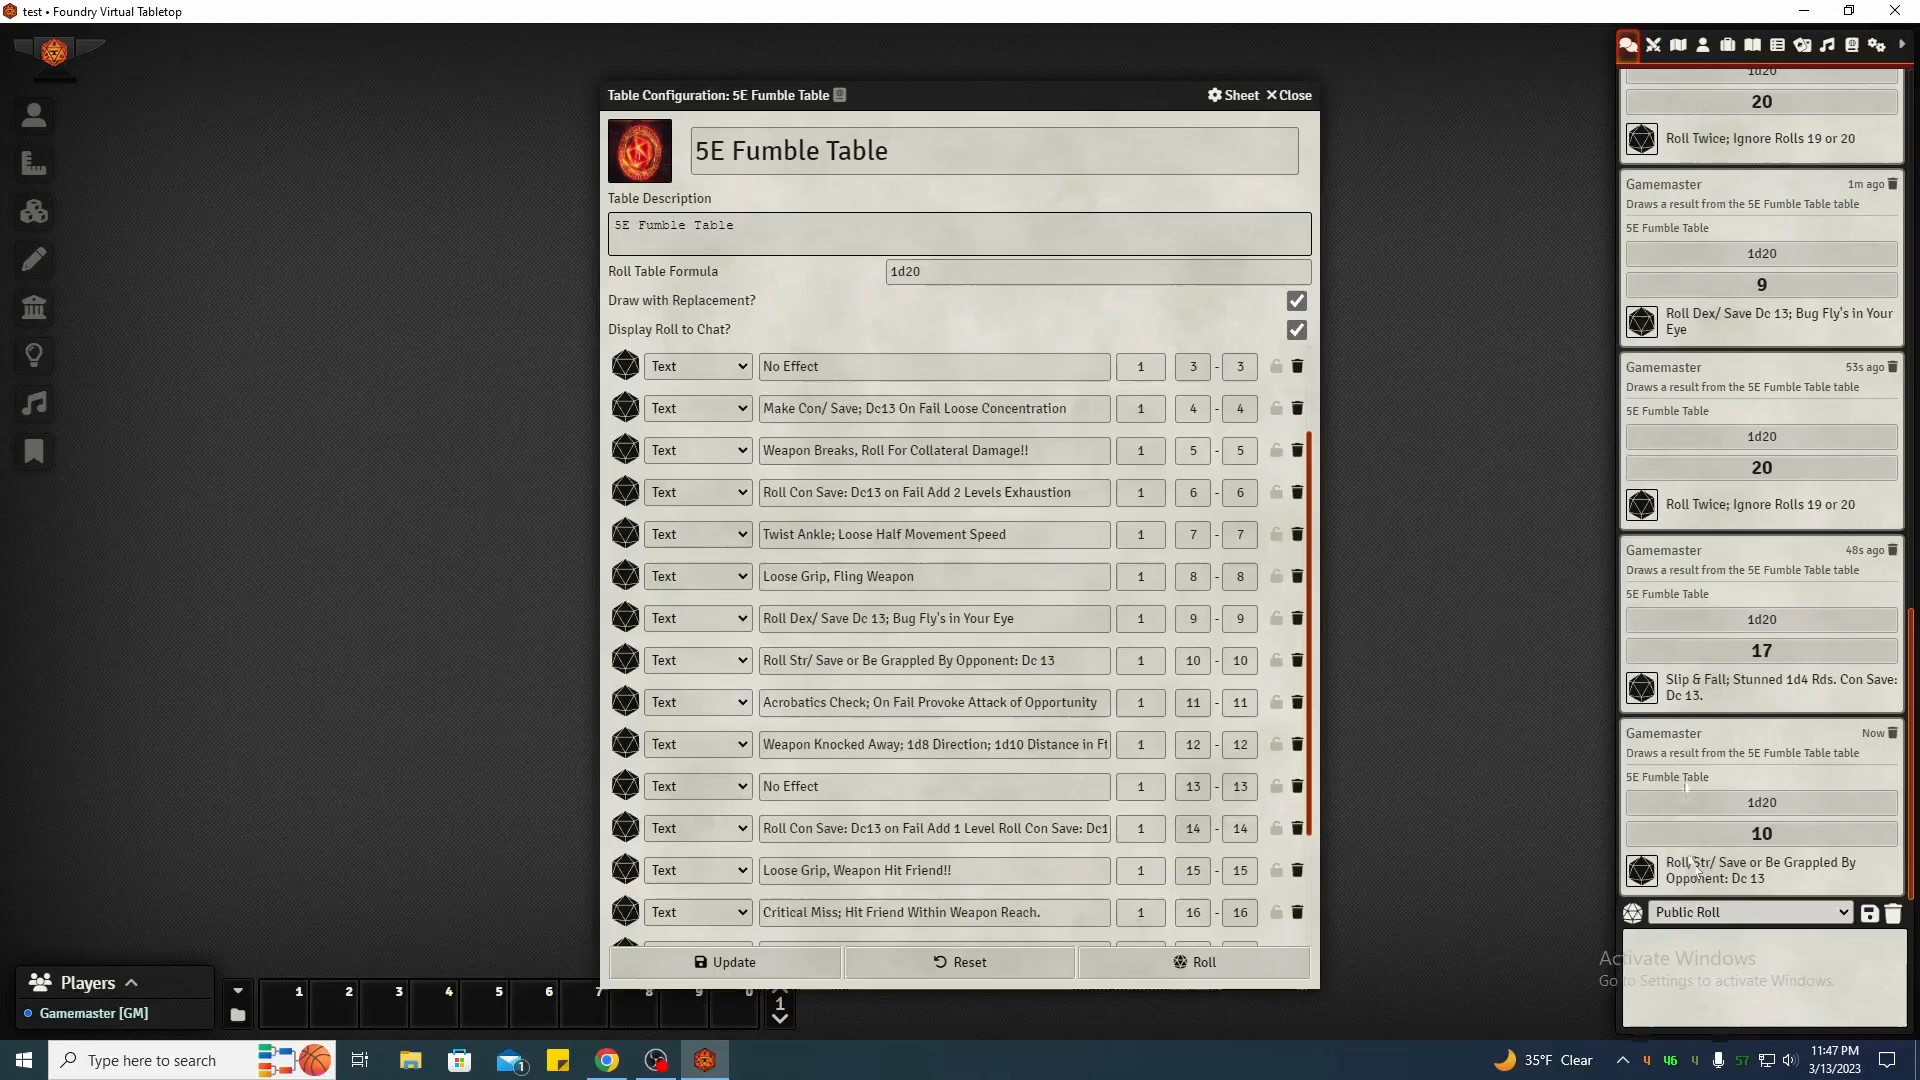 test • Foundry Virtual Tabletop
Table Configuration: 5E Fumble Table
Sheet
Close
5E Fumble Table
Table Description
5E Fumble Table
Roll Table Formula
1d20
Draw with Replacement?
Display Roll to Chat?
Text No Effect 1 3 - 3
Text Make Con/ Save; Dc13 On Fail Loose Concentration 1 4 - 4
Text Weapon Breaks, Roll For Collateral Damage!! 1 5 - 5
Text Roll Con Save: Dc13 on Fail Add 2 Levels Exhaustion 1 6 - 6
Text Twist Ankle; Loose Half Movement Speed 1 7 - 7
Text Loose Grip, Fling Weapon 1 8 - 8
Text Roll Dex/ Save Dc 13; Bug Fly's in Your Eye 1 9 - 9
Text Roll Str/ Save or Be Grappled By Opponent: Dc 13 1 10 - 10
Text Acrobatics Check; On Fail Provoke Attack of Opportunity 1 11 - 11
Text Weapon Knocked Away; 1d8 Direction; 1d10 Distance in Ft 1 12 - 12
Text No Effect 1 13 - 13
Text Roll Con Save: Dc13 on Fail Add 1 Level Roll Con Save: Dc1 1 14 - 14
Text Loose Grip, Weapon Hit Friend!! 1 15 - 15
Text Critical Miss; Hit Friend Within Weapon Reach. 1 16 - 16
Update
Reset
Roll
1d20
20
Roll Twice; Ignore Rolls 19 or 20
Gamemaster 1m ago
Draws a result from the 5E Fumble Table table
5E Fumble Table
1d20
9
Roll Dex/ Save Dc 13; Bug Fly's in Your
Eye
Gamemaster 53s ago
Draws a result from the 5E Fumble Table table
5E Fumble Table
1d20
20
Roll Twice; Ignore Rolls 19 or 20
Gamemaster 48s ago
Draws a result from the 5E Fumble Table table
5E Fumble Table
1d20
17
Slip & Fall; Stunned 1d4 Rds. Con Save:
Dc 13.
Gamemaster Now
Draws a result from the 5E Fumble Table table
5E Fumble Table
1d20
10
Roll Str/ Save or Be Grappled By
Opponent: Dc 13
Public Roll
Activate Windows
Go to Settings to activate Windows.
Players
Gamemaster [GM]
1 2 3 4 5 6 7 8 9 0
1
Type here to search
1
35°F Clear
4 46 4 57
11:47 PM
3/13/2023